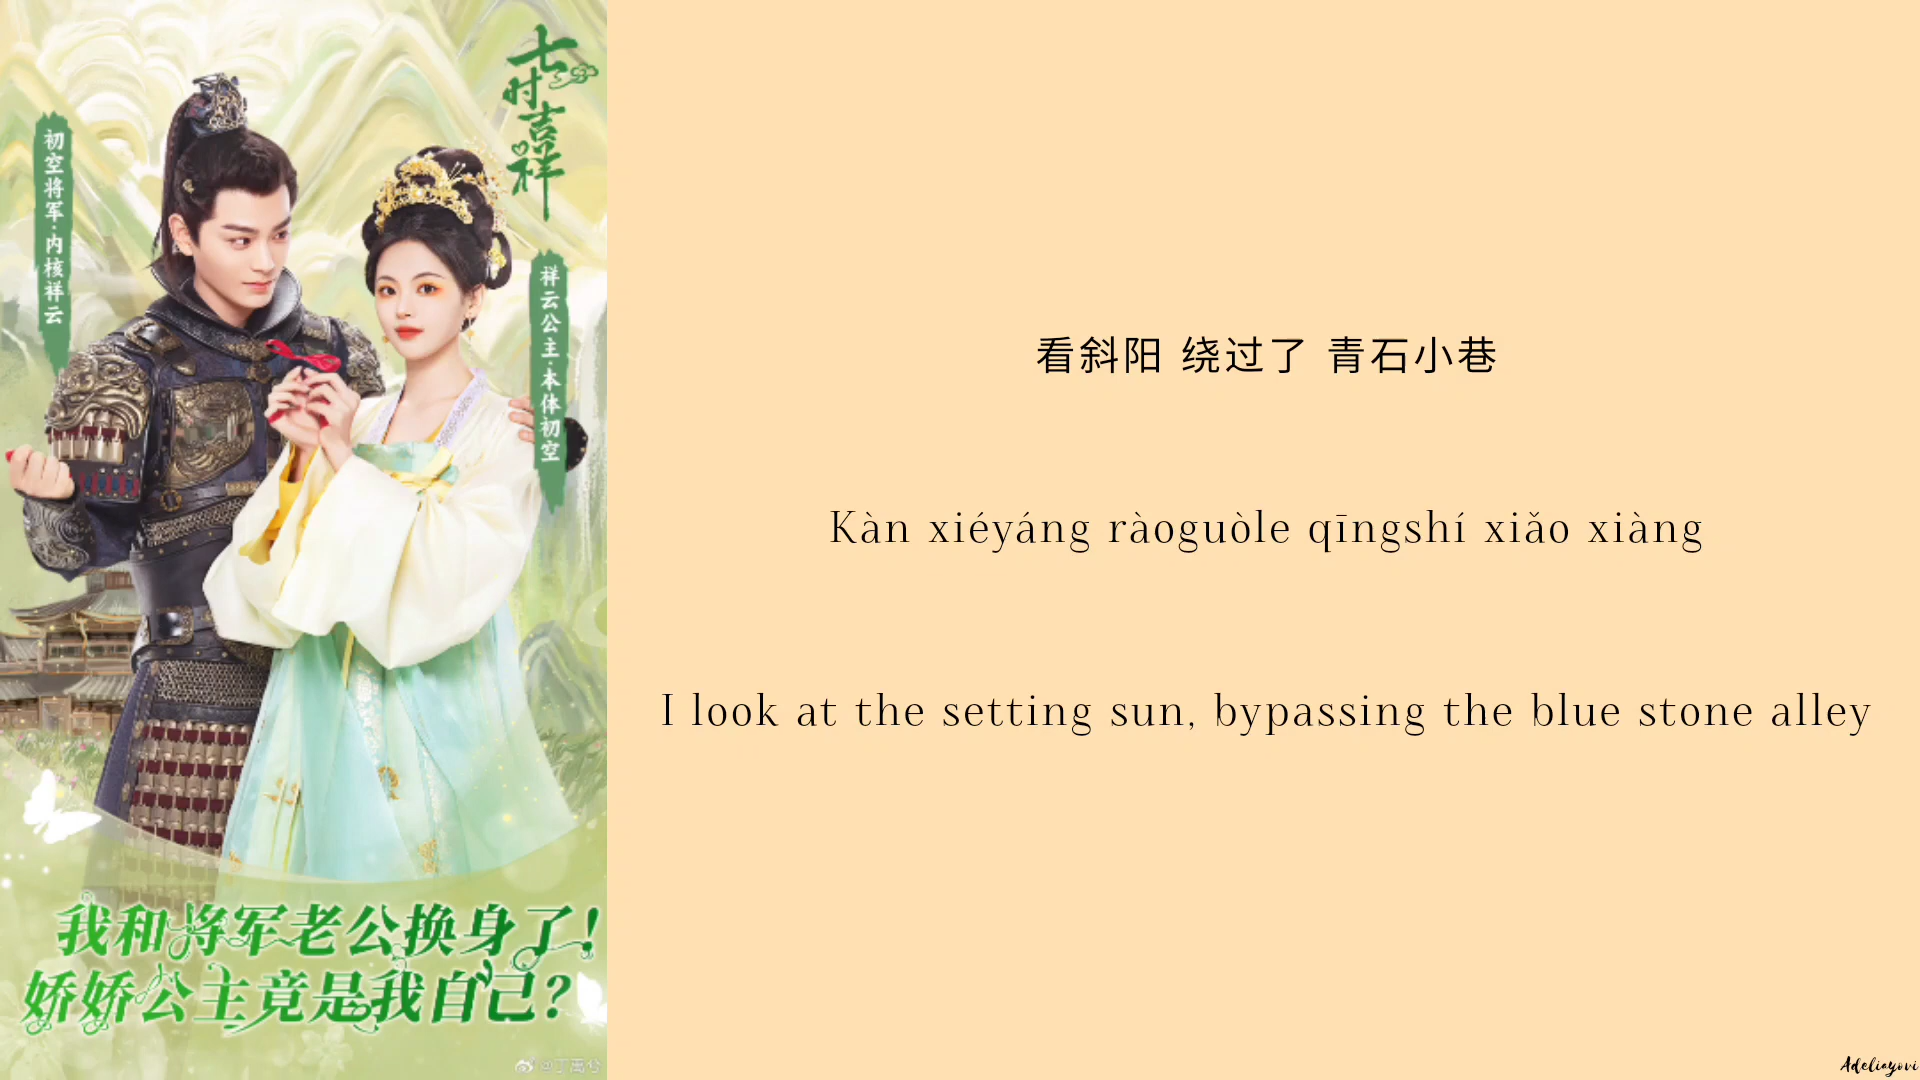 七时吉祥
初空将军·内核祥云
祥云公主·本体初空
我和将军老公换身了!
娇娇公主竟是我自己?
看斜阳 绕过了 青石小巷
Kàn xiéyáng ràoguòle qīngshí xiǎo xiàng
I look at the setting sun, bypassing the blue stone alley
Adeliayovi